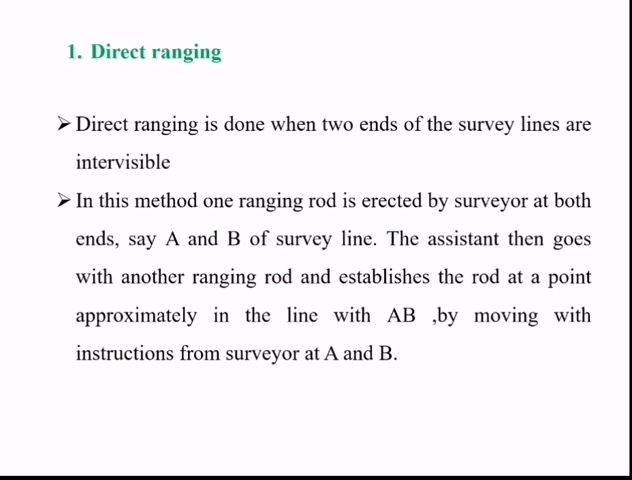 1. Direct ranging
➢ Direct ranging is done when two ends of the survey lines are
intervisible
➢ In this method one ranging rod is erected by surveyor at both
ends, say A and B of survey line. The assistant then goes
with another ranging rod and establishes the rod at a point
approximately in the line with AB ,by moving with
instructions from surveyor at A and B.